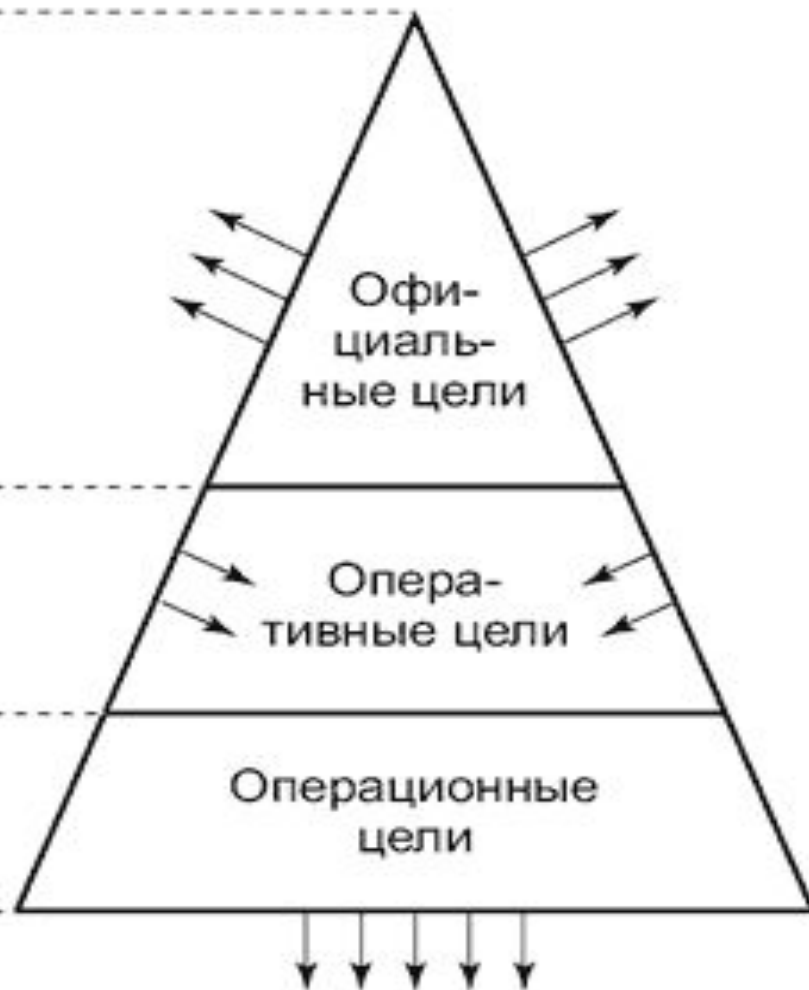 Офи-
циаль-
ные цели
Опера-
тивные цели
Операционные
цели